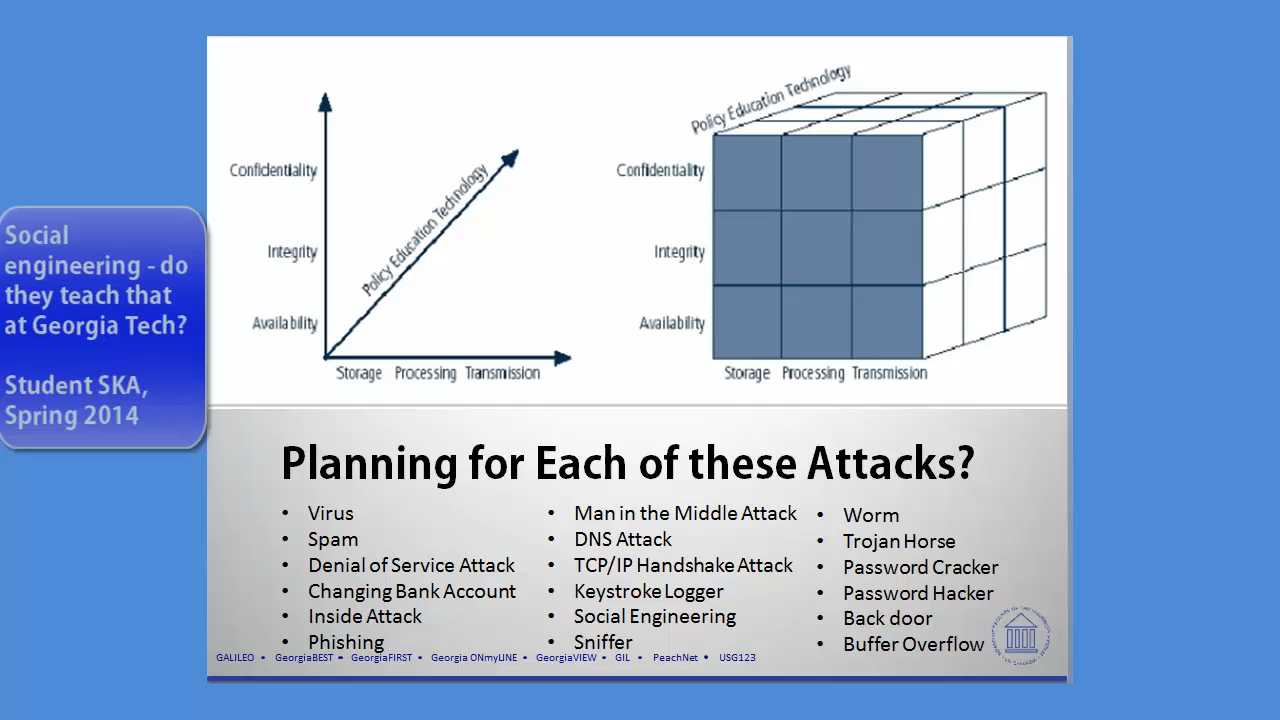 Social
engineering - do
they teach that
at Georgia Tech?
Student SKA,
Spring 2014
Confidentiality
Integrity
Availability
Policy Education Technology
Storage Processing Transmission
Policy Education Technology
Confidentiality
Integrity
Availability
Storage Processing Transmission
Planning for Each of these Attacks?
• Virus
• Spam
• Denial of Service Attack
• Changing Bank Account
• Inside Attack
• Phishing
• Man in the Middle Attack
• DNS Attack
• TCP/IP Handshake Attack
• Keystroke Logger
• Social Engineering
• Sniffer
• Worm
• Trojan Horse
• Password Cracker
• Password Hacker
• Back door
• Buffer Overflow
GALILEO • GeorgiaBEST • GeorgiaFIRST • Georgia ONmyLINE • GeorgiaVIEW • GIL • PeachNet • USG123